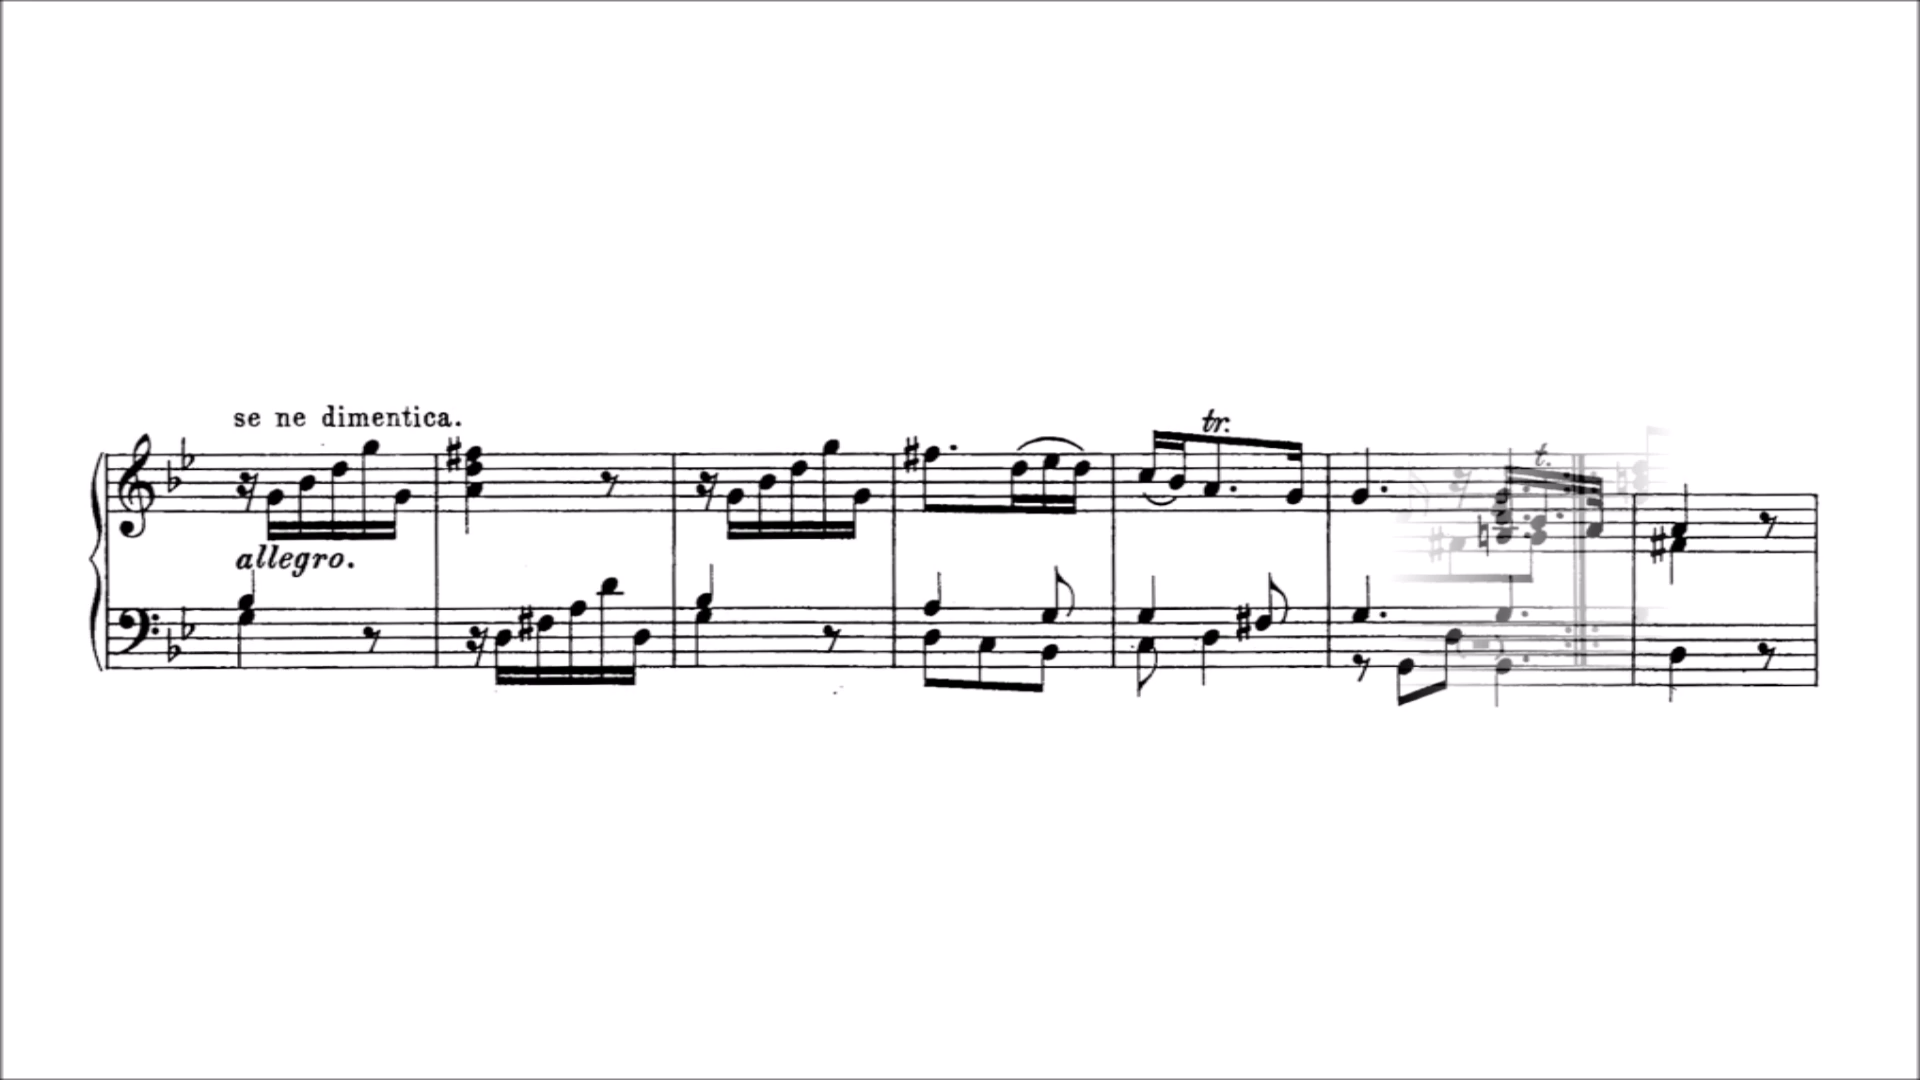 se ne dimentica.
tr.
t.
allegro.